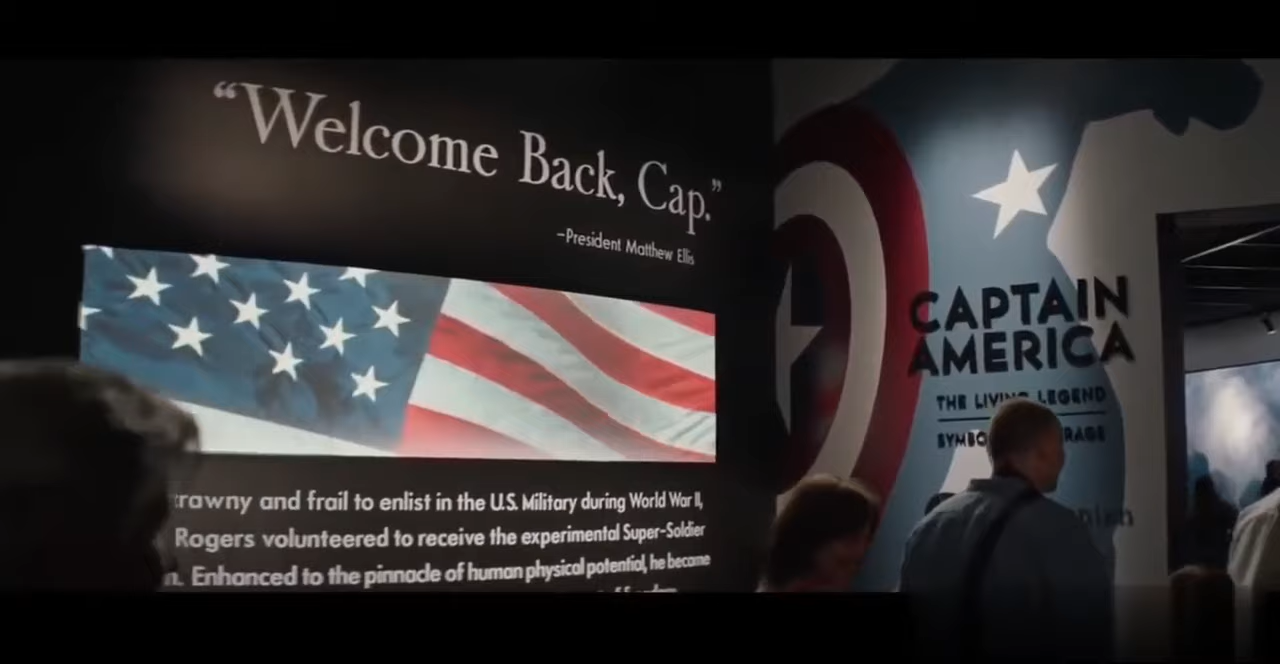 “Welcome Back, Cap.”
–President Matthew Ellis
frail to enlist in the U.S. Military during World War II,
Rogers volunteered to receive the experimental Super-Soldier
Enhanced to the pinnacle of human physical potential, he became
CAPTAIN
AMERICA
THE LIVING LEGEND